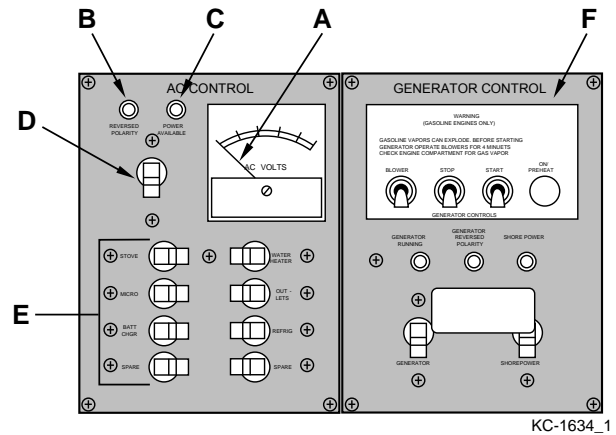 B
C
A
F
D
E
AC CONTROL
REVERSED
POLARITY
POWER
AVAILABLE
AC VOLTS
STOVE
WATER
HEATER
MICRO
OUT -
LETS
BATT
CHGR
REFRIG
SPARE
SPARE
GENERATOR CONTROL
WARNING
(GASOLINE ENGINES ONLY)
GASOLINE VAPORS CAN EXPLODE. BEFORE STARTING
GENERATOR OPERATE BLOWERS FOR 4 MINUIETS
CHECK ENGINE COMPARTMENT FOR GAS VAPOR
BLOWER
STOP
START
ON/
PREHEAT
GENERATOR CONTROLS
GENERATOR
RUNNING
GENERATOR
REVERSED
POLARITY
SHORE POWER
GENERATOR
SHOREPOWER
KC-1634_1